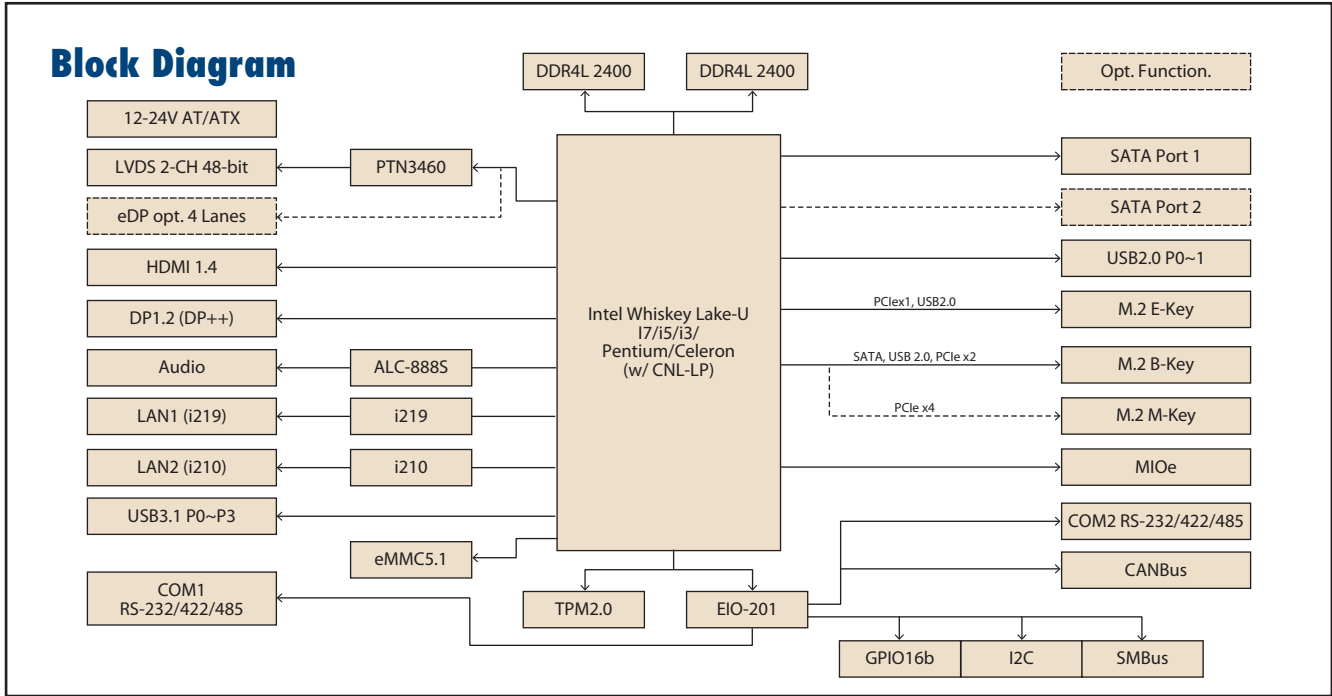 Block Diagram
DDR4L 2400
DDR4L 2400
Opt. Function.
12-24V AT/ATX
LVDS 2-CH 48-bit
PTN3460
SATA Port 1
eDP opt. 4 Lanes
SATA Port 2
HDMI 1.4
USB2.0 P0~1
DP1.2 (DP++)
Intel Whiskey Lake-U
I7/i5/i3/
Pentium/Celeron
(w/ CNL-LP)
PCIex1, USB2.0
M.2 E-Key
Audio
ALC-888S
SATA, USB 2.0, PCIe x2
M.2 B-Key
LAN1 (i219)
i219
PCIe x4
M.2 M-Key
LAN2 (i210)
i210
MIOe
USB3.1 P0~P3
COM2 RS-232/422/485
eMMC5.1
CANBus
COM1
RS-232/422/485
TPM2.0
EIO-201
GPIO16b
I2C
SMBus